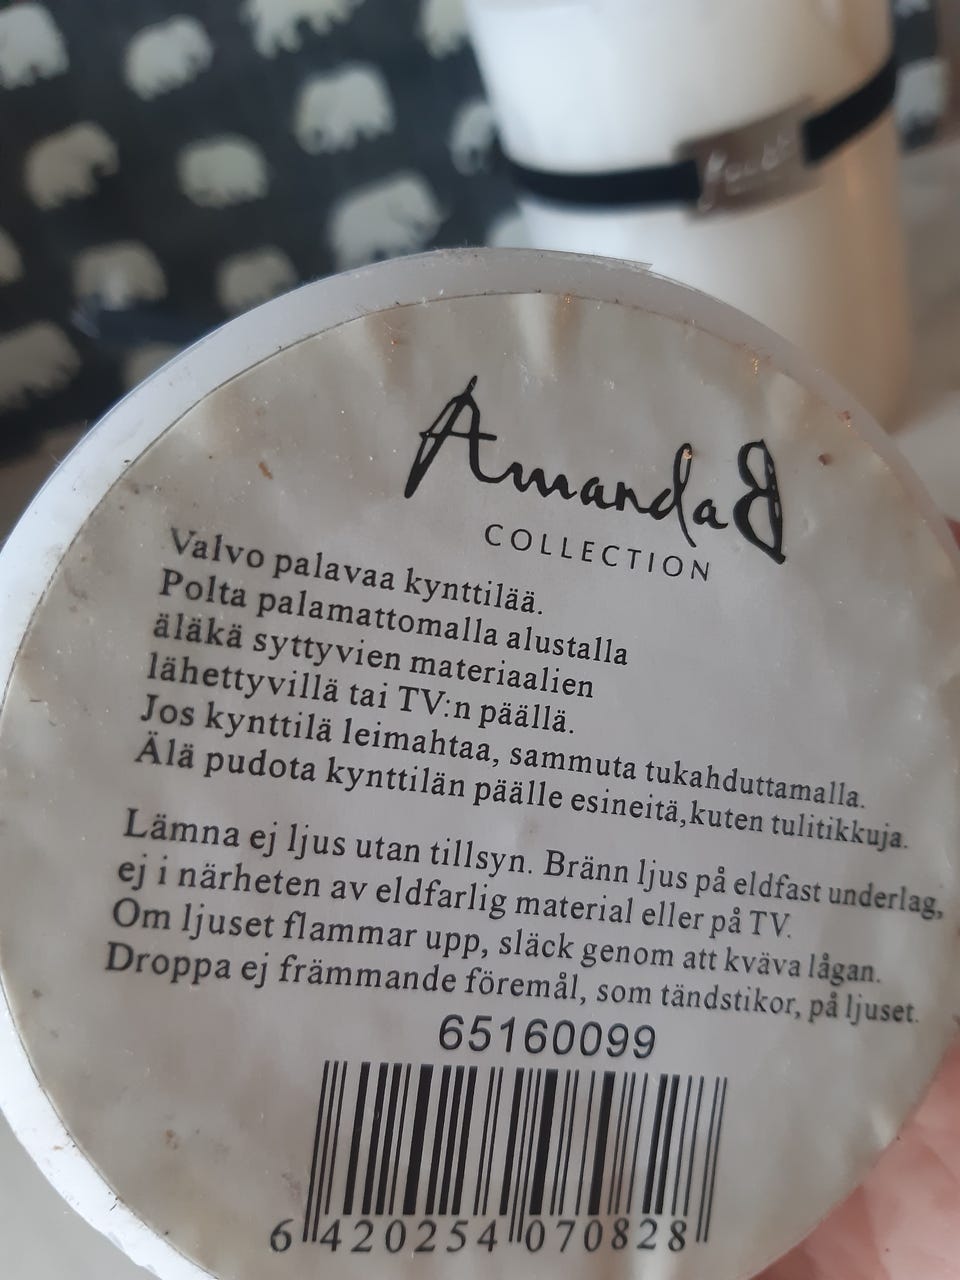 AmandaB
COLLECTION
Valvo palavaa kynttilää.
Polta palamattomalla alustalla
äläkä syttyvien materiaalien
lähettyvillä tai TV:n päällä.
Jos kynttilä leimahtaa, sammuta tukahduttamalla.
Älä pudota kynttilän päälle esineitä,kuten tulitikkuja.
Lämna ej ljus utan tillsyn. Bränn ljus på eldfast underlag,
ej i närheten av eldfarlig material eller på TV.
Om ljuset flammar upp, släck genom att kväva lågan.
Droppa ej främmande föremål, som tändstikor, på ljuset.
65160099
6 420254 070828